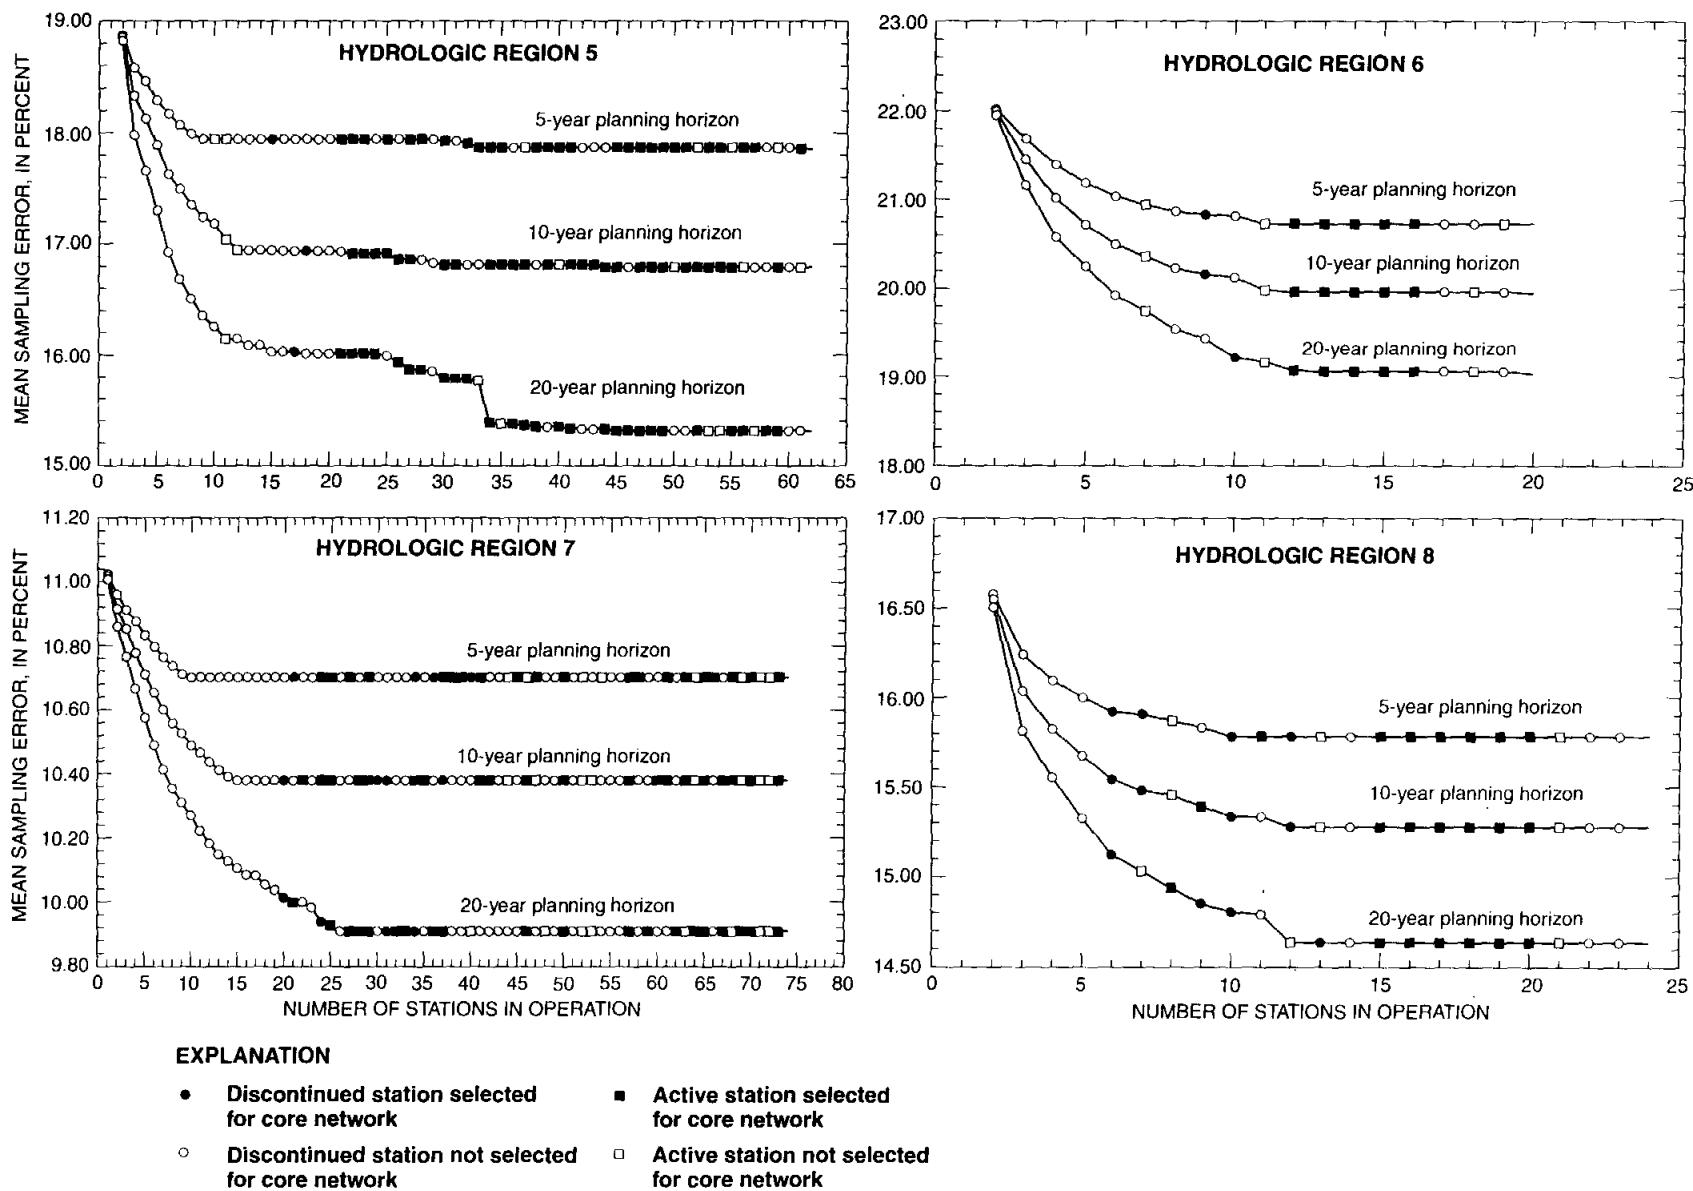 HYDROLOGIC REGION 5
MEAN SAMPLING ERROR, IN PERCENT
19.00
18.00
17.00
16.00
15.00
5-year planning horizon
10-year planning horizon
20-year planning horizon
0 5 10 15 20 25 30 35 40 45 50 55 60 65
HYDROLOGIC REGION 6
23.00
22.00
21.00
20.00
19.00
18.00
5-year planning horizon
10-year planning horizon
20-year planning horizon
0 5 10 15 20 25
HYDROLOGIC REGION 7
MEAN SAMPLING ERROR, IN PERCENT
11.20
11.00
10.80
10.60
10.40
10.20
10.00
9.80
5-year planning horizon
10-year planning horizon
20-year planning horizon
0 5 10 15 20 25 30 35 40 45 50 55 60 65 70 75 80
NUMBER OF STATIONS IN OPERATION
HYDROLOGIC REGION 8
17.00
16.50
16.00
15.50
15.00
14.50
5-year planning horizon
10-year planning horizon
20-year planning horizon
0 5 10 15 20 25
NUMBER OF STATIONS IN OPERATION
EXPLANATION
Discontinued station selected
for core network
Discontinued station not selected
for core network
Active station selected
for core network
Active station not selected
for core network